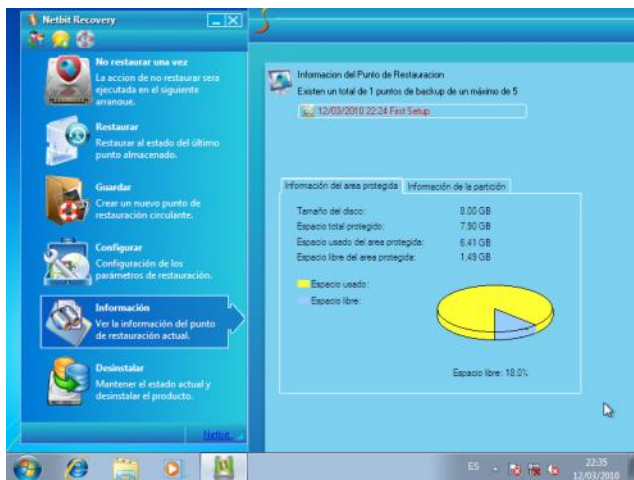 Netbit Recovery
No restaurar una vez
La accion de no restaurar sera
ejecutada en el siguiente
arranque.
Restaurar
Restaurar al estado del último
punto almacenado.
Guardar
Crear un nuevo punto de
restauración circulante.
Configurar
Configuración de los
parámetros de restauración.
Información
Ver la información del punto
de restauración actual.
Desinstalar
Mantener el estado actual y
desinstalar el producto.
Netbit
Informacion del Punto de Restauracion
Existen un total de 1 puntos de backup de un máximo de 5
12/03/2010 22:24 First Setup
Información del area protegida Información de la partición
Tamaño del disco: 8.00 GB
Espacio total protegido: 7.90 GB
Espacio usado del area protegida: 6.41 GB
Espacio libre del area protegida: 1.49 GB
Espacio usado:
Espacio libre:
Espacio libre: 18.0%
ES 22:35
12/03/2010